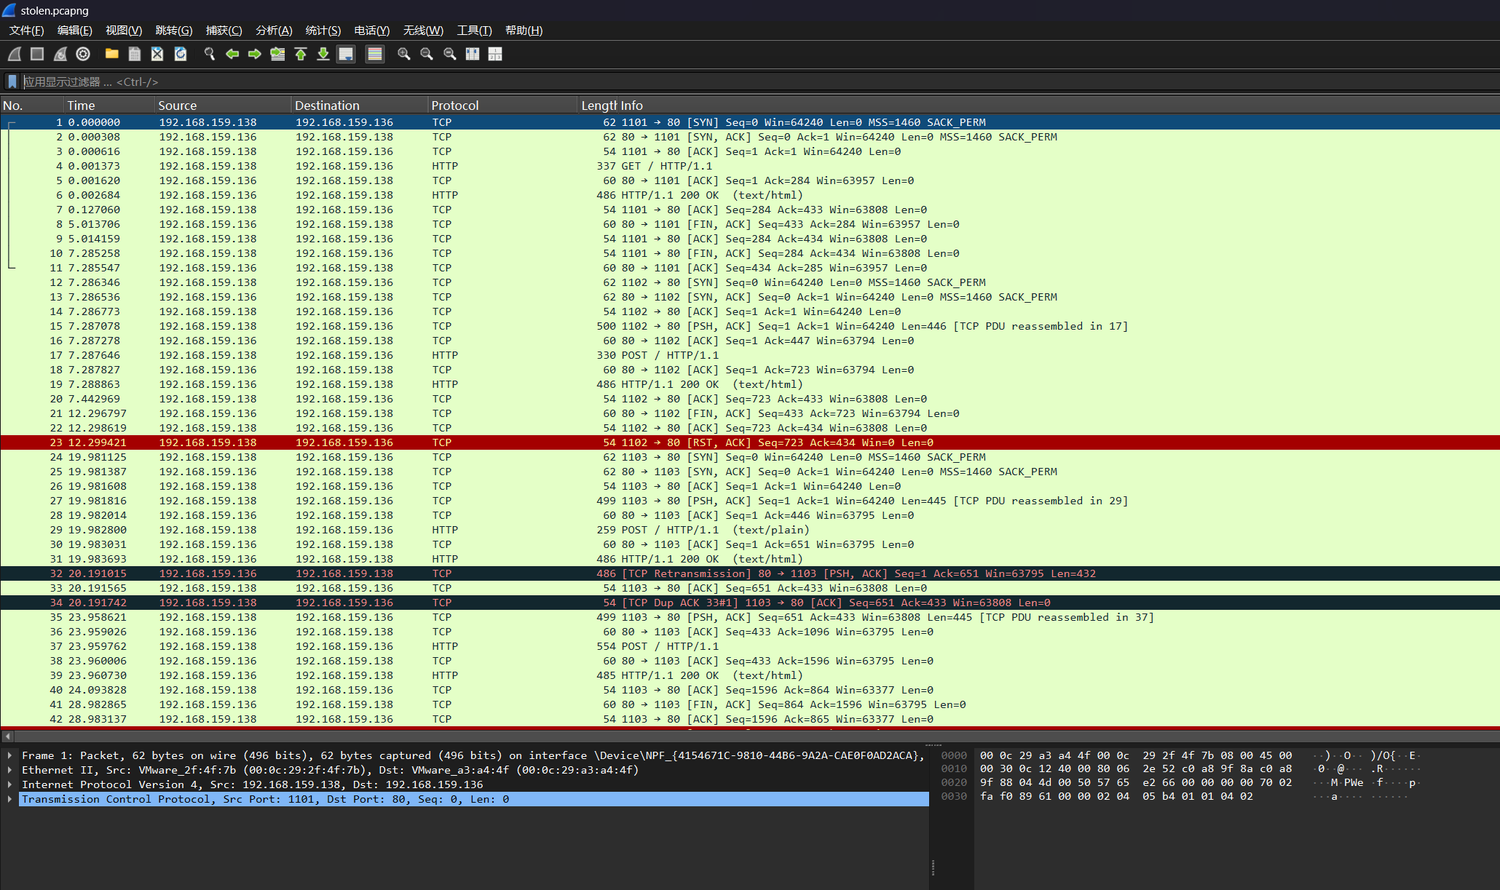 stolen.pcapng
文件(F) 编辑(E) 视图(V) 跳转(G) 捕获(C) 分析(A) 统计(S) 电话(Y) 无线(W) 工具(T) 帮助(H)
应用显示过滤器 … <Ctrl-/>
No. Time Source Destination Protocol Length Info
1 0.000000 192.168.159.138 192.168.159.136 TCP 62 1101 → 80 [SYN] Seq=0 Win=64240 Len=0 MSS=1460 SACK_PERM
2 0.000308 192.168.159.136 192.168.159.138 TCP 62 80 → 1101 [SYN, ACK] Seq=0 Ack=1 Win=64240 Len=0 MSS=1460 SACK_PERM
3 0.000616 192.168.159.138 192.168.159.136 TCP 54 1101 → 80 [ACK] Seq=1 Ack=1 Win=64240 Len=0
4 0.001373 192.168.159.138 192.168.159.136 HTTP 337 GET / HTTP/1.1
5 0.001620 192.168.159.136 192.168.159.138 TCP 60 80 → 1101 [ACK] Seq=1 Ack=284 Win=63957 Len=0
6 0.002684 192.168.159.136 192.168.159.138 HTTP 486 HTTP/1.1 200 OK (text/html)
7 0.127060 192.168.159.138 192.168.159.136 TCP 54 1101 → 80 [ACK] Seq=284 Ack=433 Win=63808 Len=0
8 5.013706 192.168.159.136 192.168.159.138 TCP 60 80 → 1101 [FIN, ACK] Seq=433 Ack=284 Win=63957 Len=0
9 5.014159 192.168.159.138 192.168.159.136 TCP 54 1101 → 80 [ACK] Seq=284 Ack=434 Win=63808 Len=0
10 7.285258 192.168.159.138 192.168.159.136 TCP 54 1101 → 80 [FIN, ACK] Seq=284 Ack=434 Win=63808 Len=0
11 7.285547 192.168.159.136 192.168.159.138 TCP 60 80 → 1101 [ACK] Seq=434 Ack=285 Win=63957 Len=0
12 7.286346 192.168.159.138 192.168.159.136 TCP 62 1102 → 80 [SYN] Seq=0 Win=64240 Len=0 MSS=1460 SACK_PERM
13 7.286536 192.168.159.136 192.168.159.138 TCP 62 80 → 1102 [SYN, ACK] Seq=0 Ack=1 Win=64240 Len=0 MSS=1460 SACK_PERM
14 7.286773 192.168.159.138 192.168.159.136 TCP 54 1102 → 80 [ACK] Seq=1 Ack=1 Win=64240 Len=0
15 7.287078 192.168.159.138 192.168.159.136 TCP 500 1102 → 80 [PSH, ACK] Seq=1 Ack=1 Win=64240 Len=446 [TCP PDU reassembled in 17]
16 7.287278 192.168.159.136 192.168.159.138 TCP 60 80 → 1102 [ACK] Seq=1 Ack=447 Win=63794 Len=0
17 7.287646 192.168.159.138 192.168.159.136 HTTP 330 POST / HTTP/1.1
18 7.287827 192.168.159.136 192.168.159.138 TCP 60 80 → 1102 [ACK] Seq=1 Ack=723 Win=63794 Len=0
19 7.288863 192.168.159.136 192.168.159.138 HTTP 486 HTTP/1.1 200 OK (text/html)
20 7.442969 192.168.159.138 192.168.159.136 TCP 54 1102 → 80 [ACK] Seq=723 Ack=433 Win=63808 Len=0
21 12.296797 192.168.159.136 192.168.159.138 TCP 60 80 → 1102 [FIN, ACK] Seq=433 Ack=723 Win=63794 Len=0
22 12.298619 192.168.159.138 192.168.159.136 TCP 54 1102 → 80 [ACK] Seq=723 Ack=434 Win=63808 Len=0
23 12.299421 192.168.159.138 192.168.159.136 TCP 54 1102 → 80 [RST, ACK] Seq=723 Ack=434 Win=0 Len=0
24 19.981125 192.168.159.138 192.168.159.136 TCP 62 1103 → 80 [SYN] Seq=0 Win=64240 Len=0 MSS=1460 SACK_PERM
25 19.981387 192.168.159.136 192.168.159.138 TCP 62 80 → 1103 [SYN, ACK] Seq=0 Ack=1 Win=64240 Len=0 MSS=1460 SACK_PERM
26 19.981608 192.168.159.138 192.168.159.136 TCP 54 1103 → 80 [ACK] Seq=1 Ack=1 Win=64240 Len=0
27 19.981816 192.168.159.138 192.168.159.136 TCP 499 1103 → 80 [PSH, ACK] Seq=1 Ack=1 Win=64240 Len=445 [TCP PDU reassembled in 29]
28 19.982014 192.168.159.136 192.168.159.138 TCP 60 80 → 1103 [ACK] Seq=1 Ack=446 Win=63795 Len=0
29 19.982800 192.168.159.138 192.168.159.136 HTTP 259 POST / HTTP/1.1 (text/plain)
30 19.983031 192.168.159.136 192.168.159.138 TCP 60 80 → 1103 [ACK] Seq=1 Ack=651 Win=63795 Len=0
31 19.983693 192.168.159.136 192.168.159.138 HTTP 486 HTTP/1.1 200 OK (text/html)
32 20.191015 192.168.159.136 192.168.159.138 TCP 486 [TCP Retransmission] 80 → 1103 [PSH, ACK] Seq=1 Ack=651 Win=63795 Len=432
33 20.191565 192.168.159.138 192.168.159.136 TCP 54 1103 → 80 [ACK] Seq=651 Ack=433 Win=63808 Len=0
34 20.191742 192.168.159.138 192.168.159.136 TCP 54 [TCP Dup ACK 33#1] 1103 → 80 [ACK] Seq=651 Ack=433 Win=63808 Len=0
35 23.958621 192.168.159.138 192.168.159.136 TCP 499 1103 → 80 [PSH, ACK] Seq=651 Ack=433 Win=63808 Len=445 [TCP PDU reassembled in 37]
36 23.959026 192.168.159.136 192.168.159.138 TCP 60 80 → 1103 [ACK] Seq=433 Ack=1096 Win=63795 Len=0
37 23.959762 192.168.159.138 192.168.159.136 HTTP 554 POST / HTTP/1.1
38 23.960006 192.168.159.136 192.168.159.138 TCP 60 80 → 1103 [ACK] Seq=433 Ack=1596 Win=63795 Len=0
39 23.960730 192.168.159.136 192.168.159.138 HTTP 485 HTTP/1.1 200 OK (text/html)
40 24.093828 192.168.159.138 192.168.159.136 TCP 54 1103 → 80 [ACK] Seq=1596 Ack=864 Win=63377 Len=0
41 28.982865 192.168.159.136 192.168.159.138 TCP 60 80 → 1103 [FIN, ACK] Seq=864 Ack=1596 Win=63795 Len=0
42 28.983137 192.168.159.138 192.168.159.136 TCP 54 1103 → 80 [ACK] Seq=1596 Ack=865 Win=63377 Len=0
Frame 1: Packet, 62 bytes on wire (496 bits), 62 bytes captured (496 bits) on interface \Device\NPF_{4154671C-9810-44B6-9A2A-CAE0F0AD2ACA},
Ethernet II, Src: VMware_2f:4f:7b (00:0c:29:2f:4f:7b), Dst: VMware_a3:a4:4f (00:0c:29:a3:a4:4f)
Internet Protocol Version 4, Src: 192.168.159.138, Dst: 192.168.159.136
Transmission Control Protocol, Src Port: 1101, Dst Port: 80, Seq: 0, Len: 0
0000 00 0c 29 a3 a4 4f 00 0c 29 2f 4f 7b 08 00 45 00 ··)··O·· )/O{··E·
0010 00 30 0c 12 40 00 80 06 2e 52 c0 a8 9f 8a c0 a8 ·0··@··· .R······
0020 9f 88 04 4d 00 50 57 65 e2 66 00 00 00 00 70 02 ···M·PWe ·f····p·
0030 fa f0 89 61 00 00 02 04 05 b4 01 01 04 02 ···a···· ······